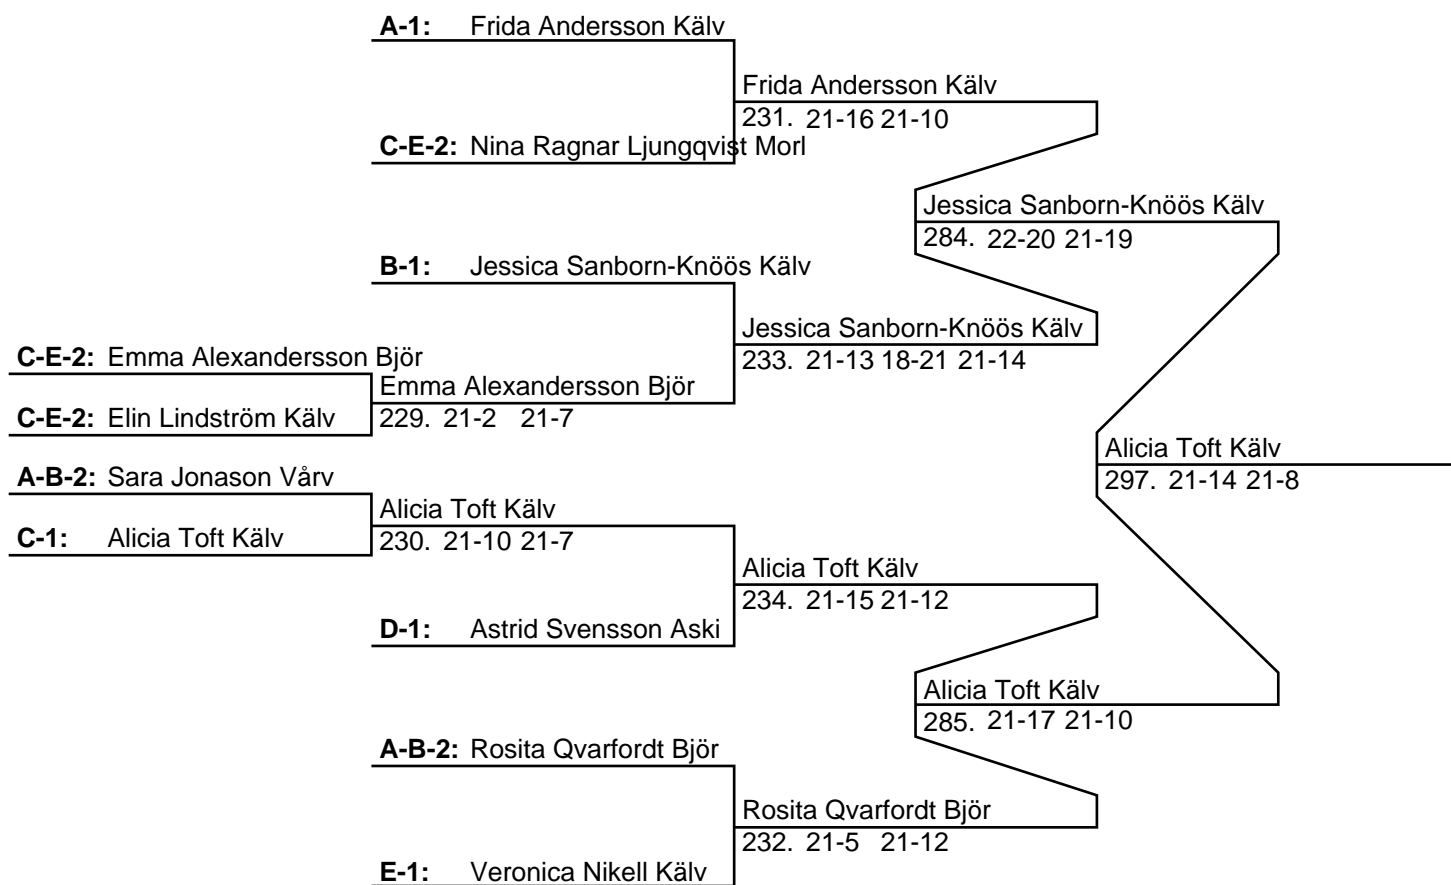 A-1: Frida Andersson Kälv
Frida Andersson Kälv
231. 21-16 21-10
C-E-2: Nina Ragnar Ljungqvist Morl
Jessica Sanborn-Knöös Kälv
284. 22-20 21-19
B-1: Jessica Sanborn-Knöös Kälv
Jessica Sanborn-Knöös Kälv
233. 21-13 18-21 21-14
C-E-2: Emma Alexandersson Björ
Emma Alexandersson Björ
229. 21-2 21-7
C-E-2: Elin Lindström Kälv
Alicia Toft Kälv
297. 21-14 21-8
A-B-2: Sara Jonason Vårv
Alicia Toft Kälv
230. 21-10 21-7
C-1: Alicia Toft Kälv
Alicia Toft Kälv
234. 21-15 21-12
D-1: Astrid Svensson Aski
Alicia Toft Kälv
285. 21-17 21-10
A-B-2: Rosita Qvarfordt Björ
Rosita Qvarfordt Björ
232. 21-5 21-12
E-1: Veronica Nikell Kälv